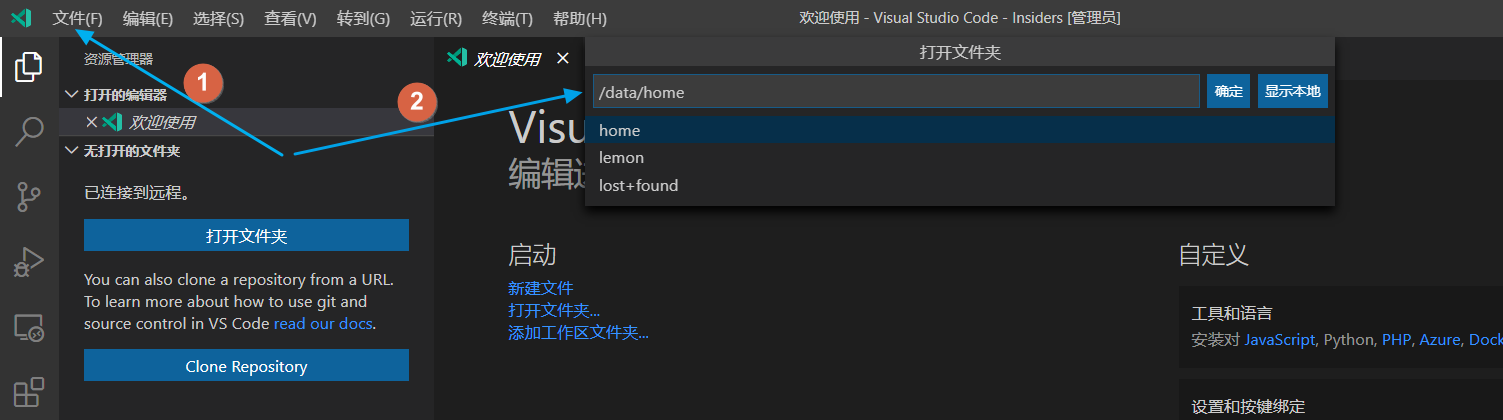 文件(F) 编辑(E) 选择(S) 查看(V) 转到(G) 运行(R) 终端(T) 帮助(H) 欢迎使用 - Visual Studio Code - Insiders [管理员]
资源管理器
打开的编辑器
欢迎使用
无打开的文件夹
已连接到远程。
打开文件夹
You can also clone a repository from a URL.
To learn more about how to use git and
source control in VS Code read our docs.
Clone Repository
1
2
欢迎使用
打开文件夹
/data/home 确定 显示本地
home
lemon
lost+found
Visu
编辑
启动
新建文件
打开文件夹...
添加工作区文件夹...
自定义
工具和语言
安装对 JavaScript, Python, PHP, Azure, Dock
设置和按键绑定